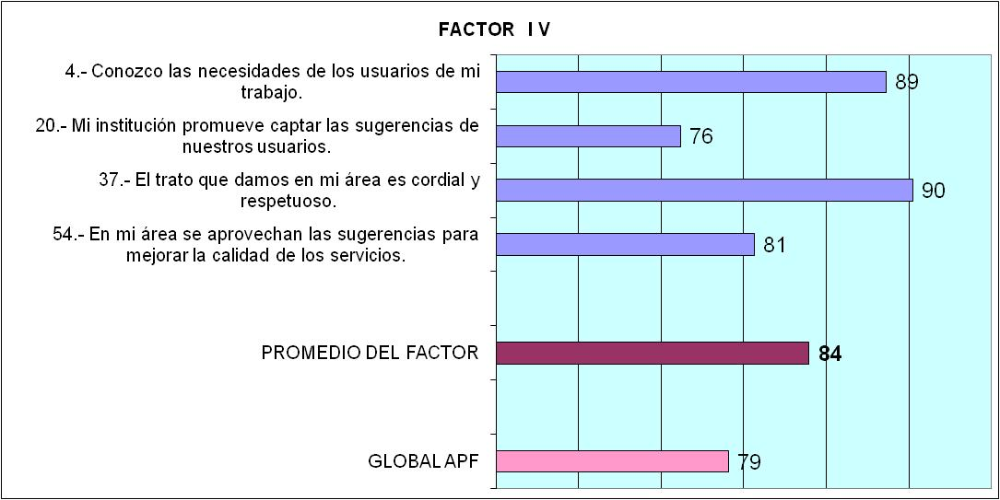 FACTOR I V
4.- Conozco las necesidades de los usuarios de mi
trabajo.
89
20.- Mi institución promueve captar las sugerencias de
nuestros usuarios.
76
37.- El trato que damos en mi área es cordial y
respetuoso.
90
54.- En mi área se aprovechan las sugerencias para
mejorar la calidad de los servicios.
81
PROMEDIO DEL FACTOR
84
GLOBAL APF
79